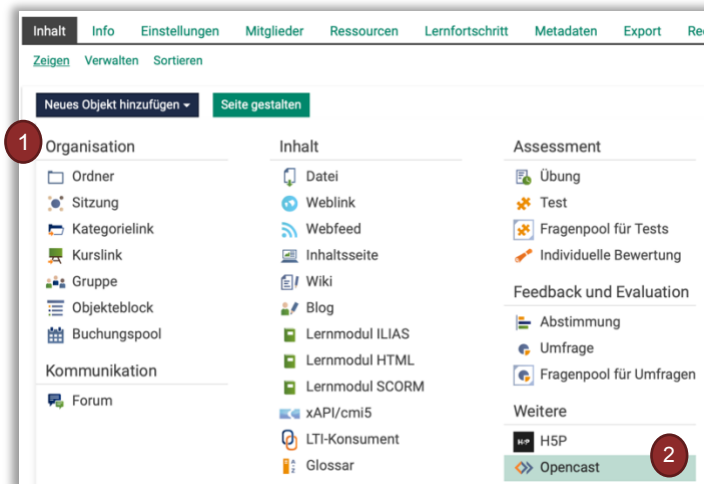 Inhalt Info Einstellungen Mitglieder Ressourcen Lernfortschritt Metadaten Export
Zeigen Verwalten Sortieren
Neues Objekt hinzufügen Seite gestalten
1
Organisation
Ordner
Sitzung
Kategorielink
Kurslink
Gruppe
Objekteblock
Buchungspool
Kommunikation
Forum
Inhalt
Datei
Weblink
Webfeed
Inhaltsseite
Wiki
Blog
Lernmodul ILIAS
Lernmodul HTML
Lernmodul SCORM
xAPI/cmi5
LTI-Konsument
Glossar
Assessment
Übung
Test
Fragenpool für Tests
Individuelle Bewertung
Feedback und Evaluation
Abstimmung
Umfrage
Fragenpool für Umfragen
Weitere
H5P H5P
Opencast
2